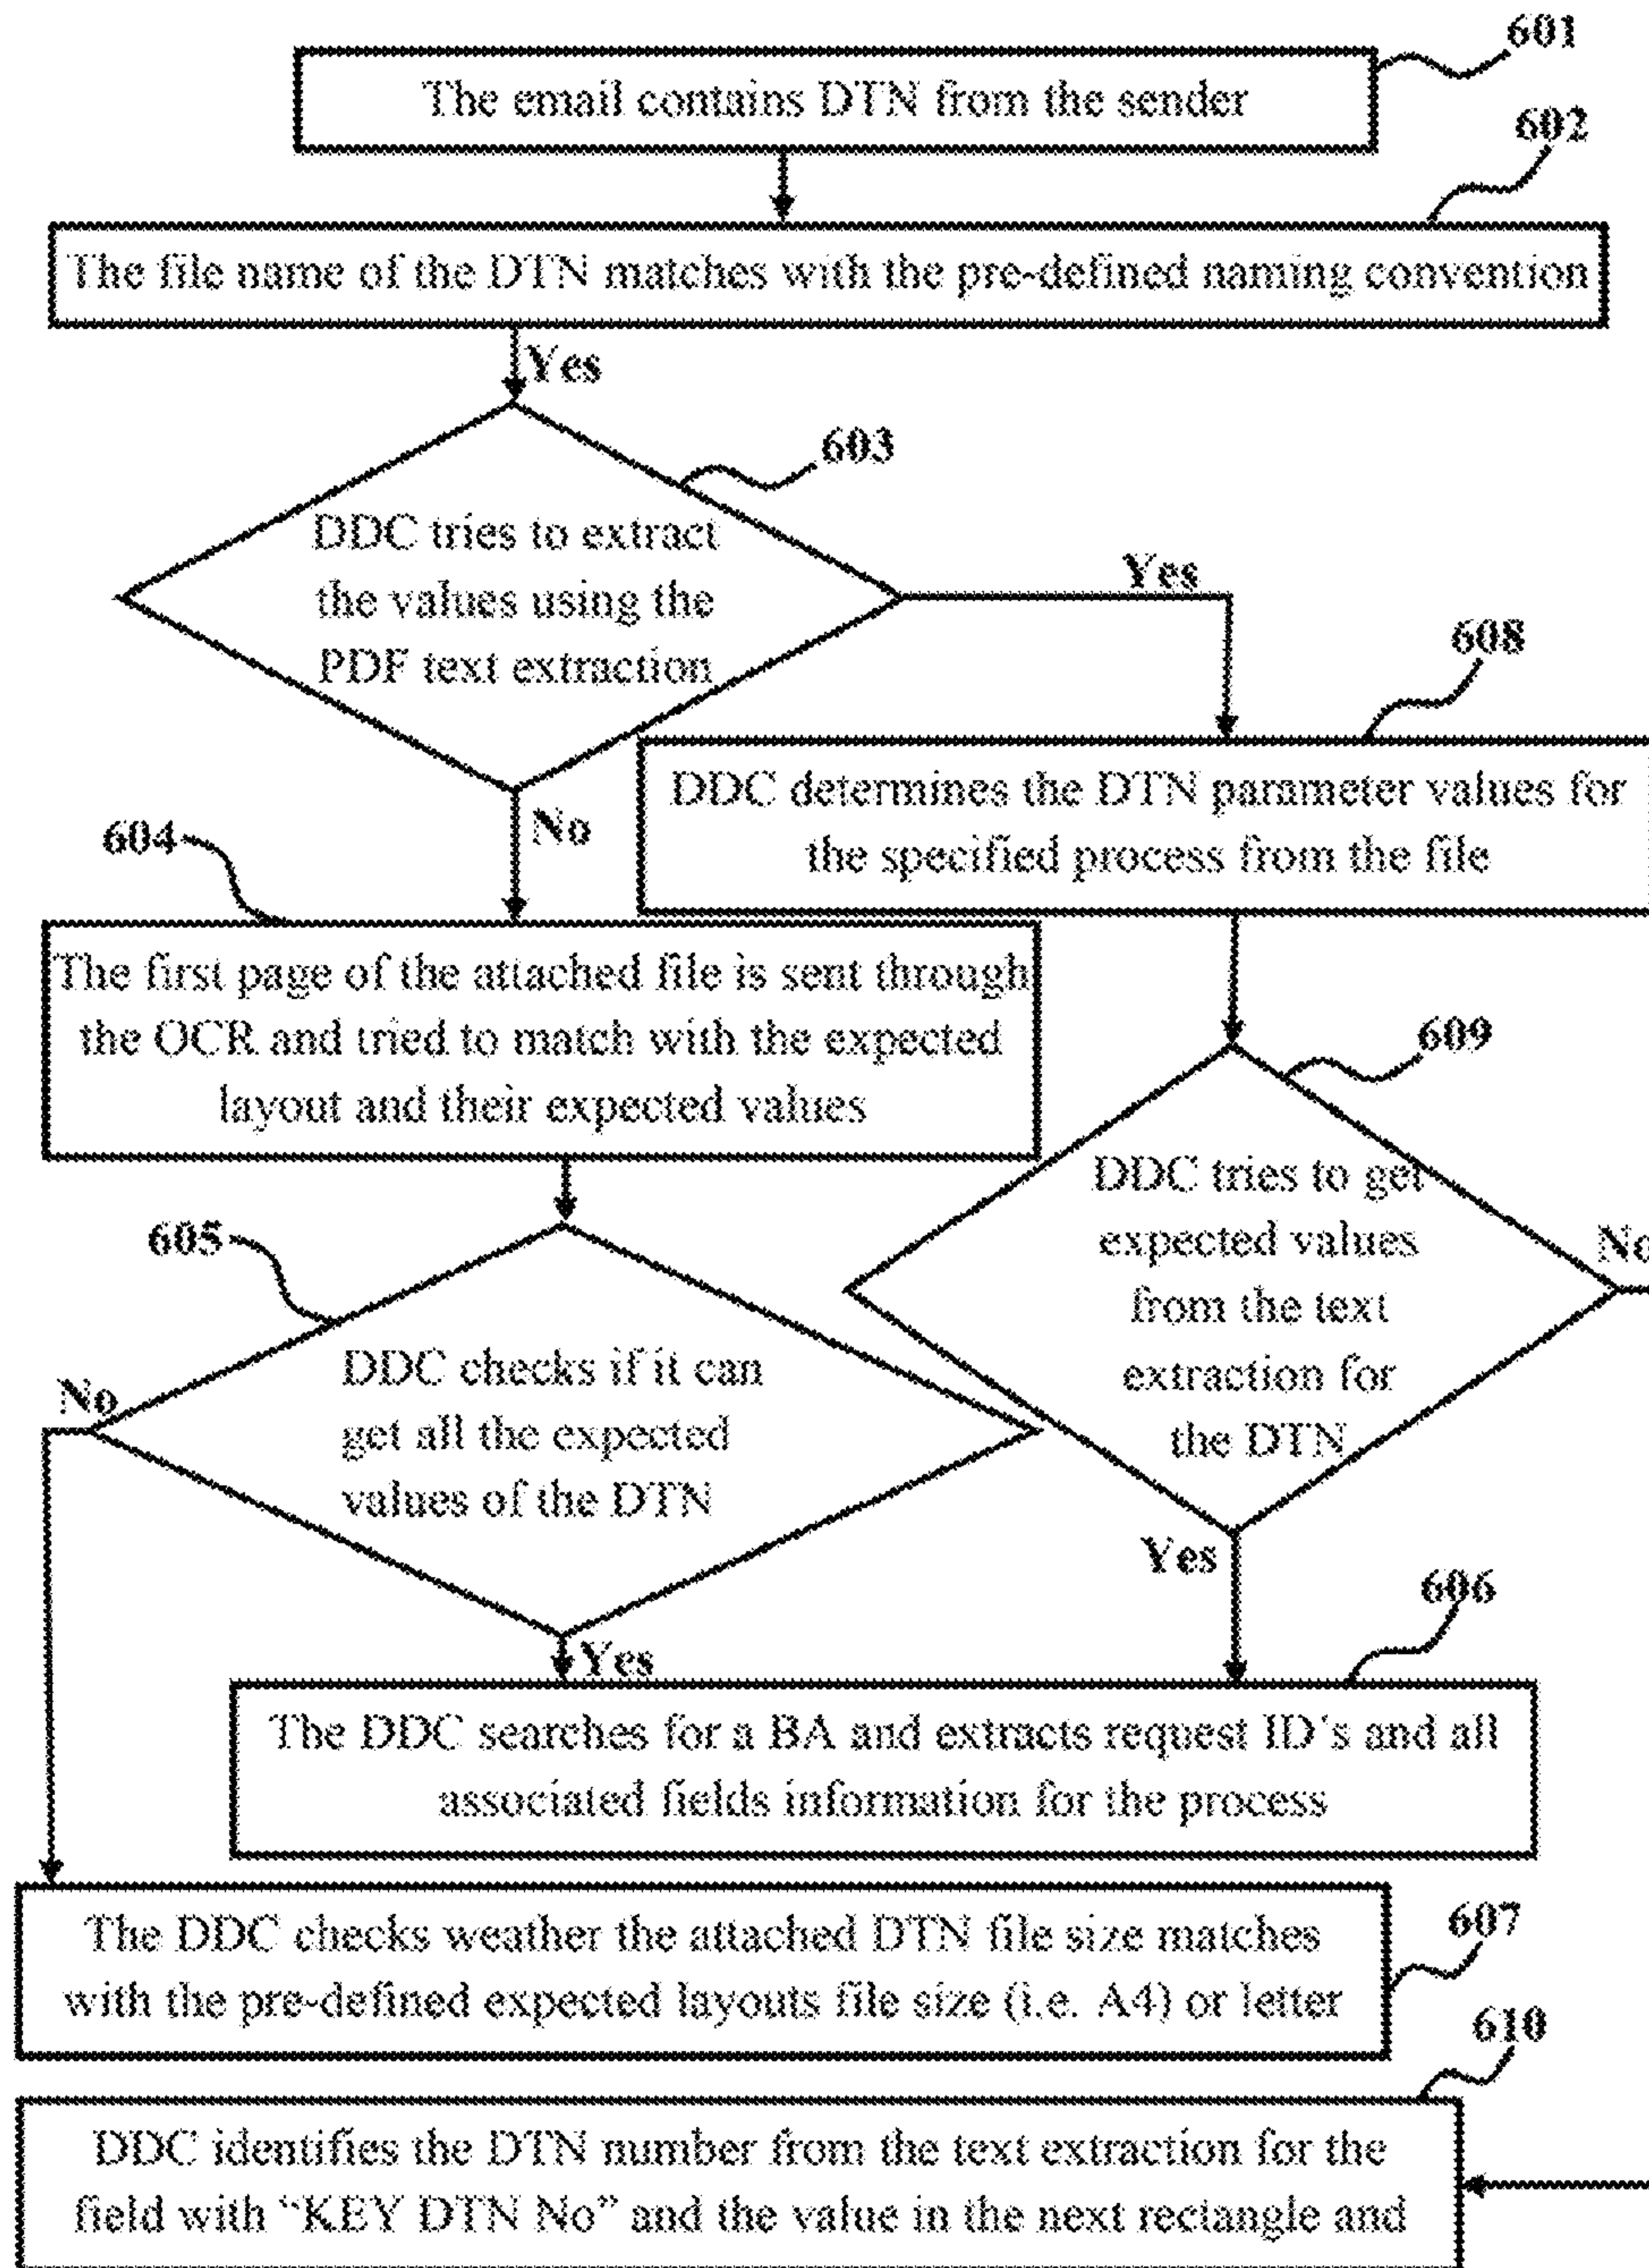 601
The email contains DTN from the sender
602
The file name of the DTN matches with the pre-defined naming convention
Yes
603
DDC tries to extract
the values using the
PDF text extraction
Yes
608
DDC determines the DTN parameter values for
the specified process from the file
No
604
The first page of the attached file is sent through
the OCR and tried to match with the expected
layout and their expected values
609
DDC tries to get
expected values
from the text
extraction for
the DTN
No
605
No
DDC checks if it can
get all the expected
values of the DTN
Yes
606
Yes
The DDC searches for a BA and extracts request ID's and all
associated fields information for the process
The DDC checks weather the attached DTN file size matches
with the pre-defined expected layouts file size (i.e. A4) or letter
607
610
DDC identifies the DTN number from the text extraction for the
field with “KEY DTN No” and the value in the next rectangle and